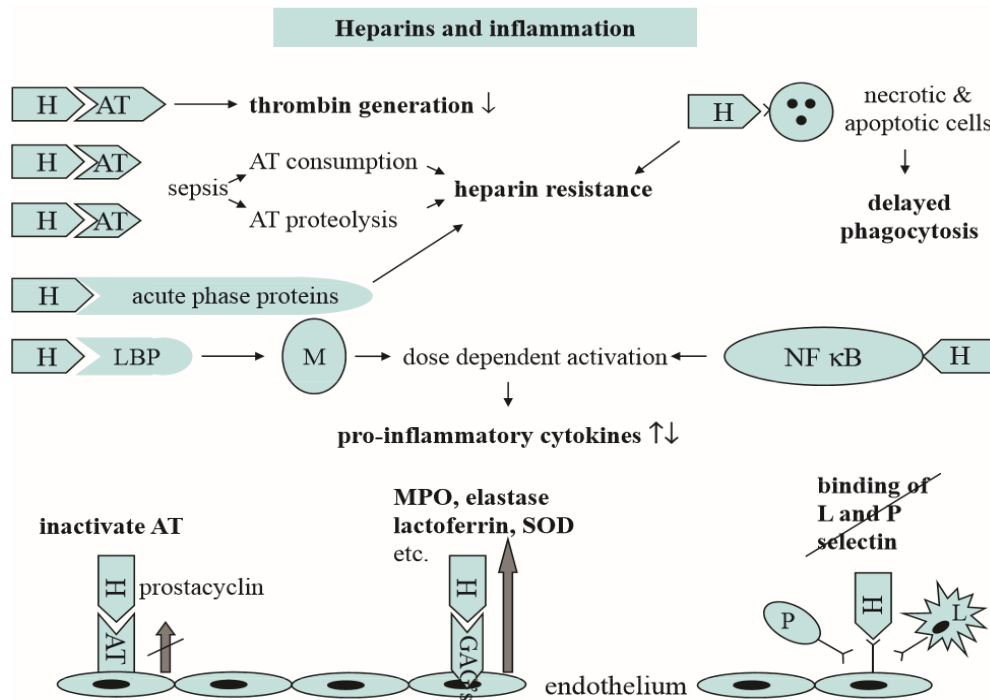 Heparins and inflammation
H AT
thrombin generation ↓
H
necrotic &
apoptotic cells
H AT
sepsis
AT consumption
AT proteolysis
heparin resistance
H AT
delayed
phagocytosis
H acute phase proteins
H LBP
M
dose dependent activation
NF κB
H
pro-inflammatory cytokines ↑↓
inactivate AT
H
prostacyclin
AT
MPO, elastase
lactoferrin, SOD
etc.
H
GAG's
binding of
L and P
selectin
P
H
L
endothelium